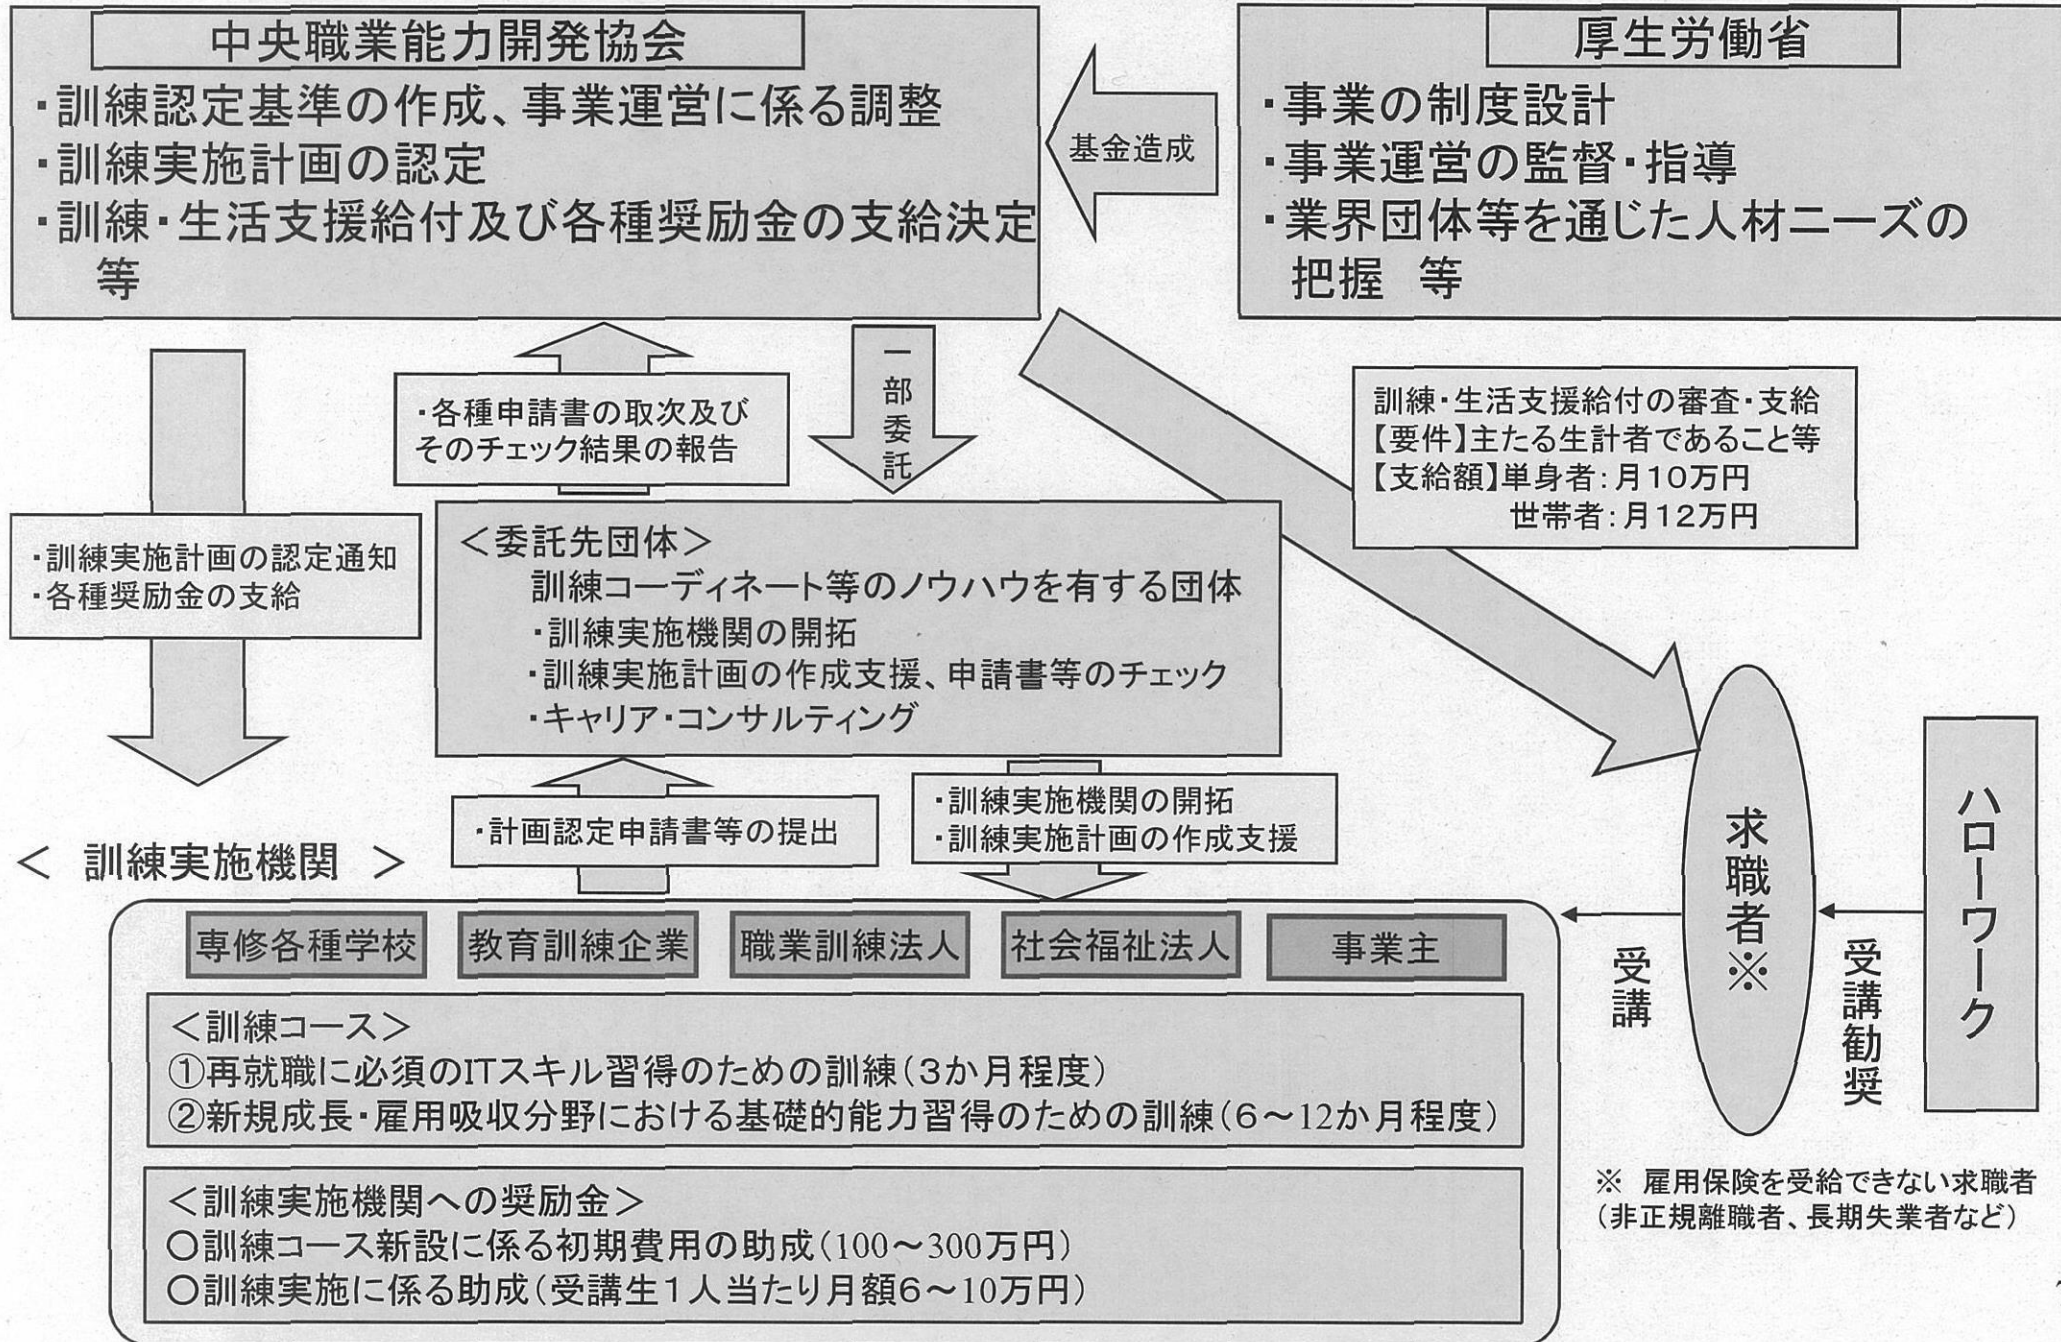 中央職業能力開発協会
・訓練認定基準の作成、事業運営に係る調整
・訓練実施計画の認定
・訓練・生活支援給付及び各種奨励金の支給決定
等
基金造成
厚生労働省
・事業の制度設計
・事業運営の監督・指導
・業界団体等を通じた人材ニーズの
把握 等
・各種申請書の取次及び
そのチェック結果の報告
一部委託
訓練・生活支援給付の審査・支給
【要件】主たる生計者であること等
【支給額】単身者：月10万円
世帯者：月12万円
・訓練実施計画の認定通知
・各種奨励金の支給
＜委託先団体＞
訓練コーディネート等のノウハウを有する団体
・訓練実施機関の開拓
・訓練実施計画の作成支援、申請書等のチェック
・キャリア・コンサルティング
・計画認定申請書等の提出
・訓練実施機関の開拓
・訓練実施計画の作成支援
＜ 訓練実施機関 ＞
専修各種学校
教育訓練企業
職業訓練法人
社会福祉法人
事業主
＜訓練コース＞
①再就職に必須のITスキル習得のための訓練（３か月程度）
②新規成長・雇用吸収分野における基礎的能力習得のための訓練（６～12か月程度）
＜訓練実施機関への奨励金＞
○訓練コース新設に係る初期費用の助成（100～300万円）
○訓練実施に係る助成（受講生１人当たり月額６～10万円）
受講
求職者※
受講勧奨
ハローワーク
※ 雇用保険を受給できない求職者
（非正規離職者、長期失業者など）